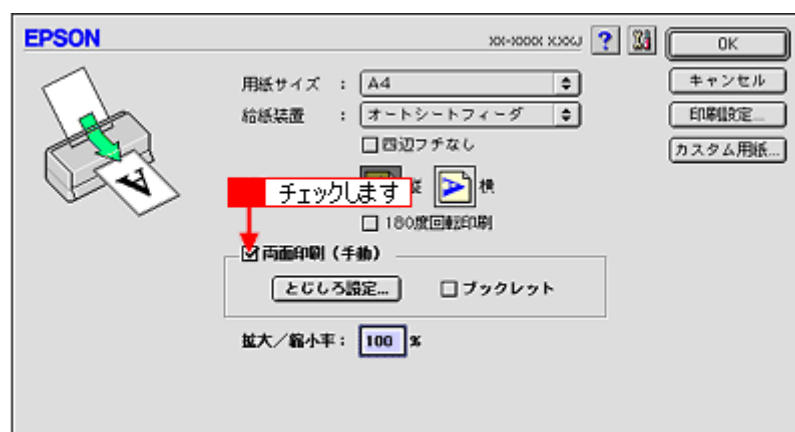 EPSON
XX-XXXX XXXXJ
?
OK
用紙サイズ : A4
キャンセル
給紙装置 : オートシートフィーダ
印刷設定...
四辺フチなし
カスタム用紙...
チェックします
縦
横
180度回転印刷
両面印刷(手動)
とじしろ設定...
ブックレット
拡大/縮小率: 100 %
A